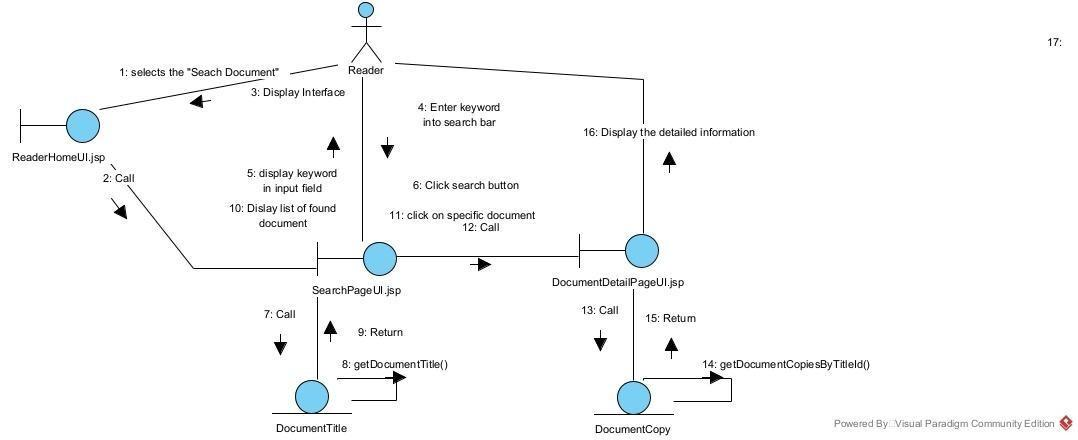 17:
Reader
1: selects the "Seach Document"
3: Display Interface
4: Enter keyword
into search bar
16: Display the detailed information
ReaderHomeUI.jsp
2: Call
5: display keyword
in input field
6: Click search button
10: Dislay list of found
document
11: click on specific document
12: Call
SearchPageUI.jsp
DocumentDetailPageUI.jsp
7: Call
9: Return
13: Call
15: Return
8: getDocumentTitle()
14: getDocumentCopiesByTitleId()
DocumentTitle
DocumentCopy
Powered By Visual Paradigm Community Edition